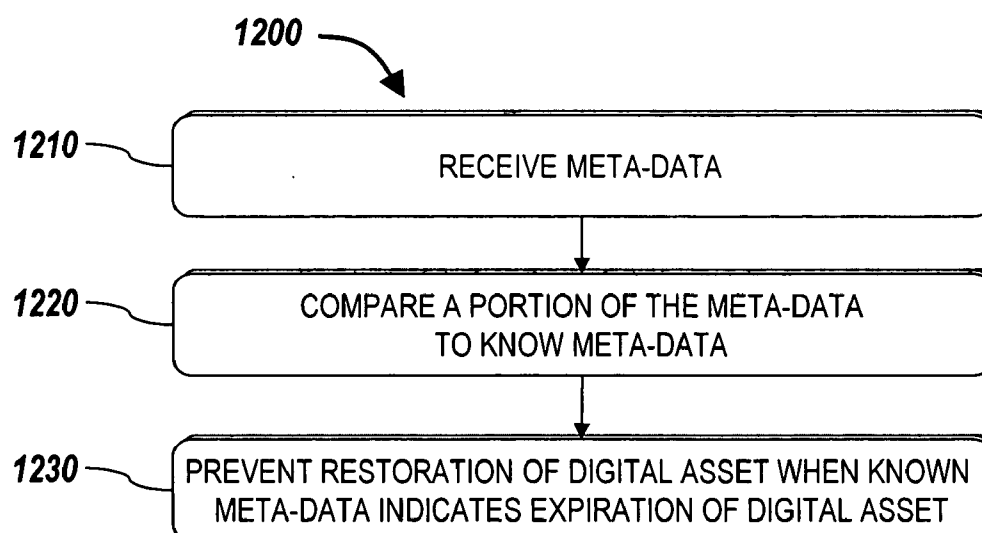 1200
1210
RECEIVE META-DATA
1220
COMPARE A PORTION OF THE META-DATA
TO KNOW META-DATA
1230
PREVENT RESTORATION OF DIGITAL ASSET WHEN KNOWN
META-DATA INDICATES EXPIRATION OF DIGITAL ASSET